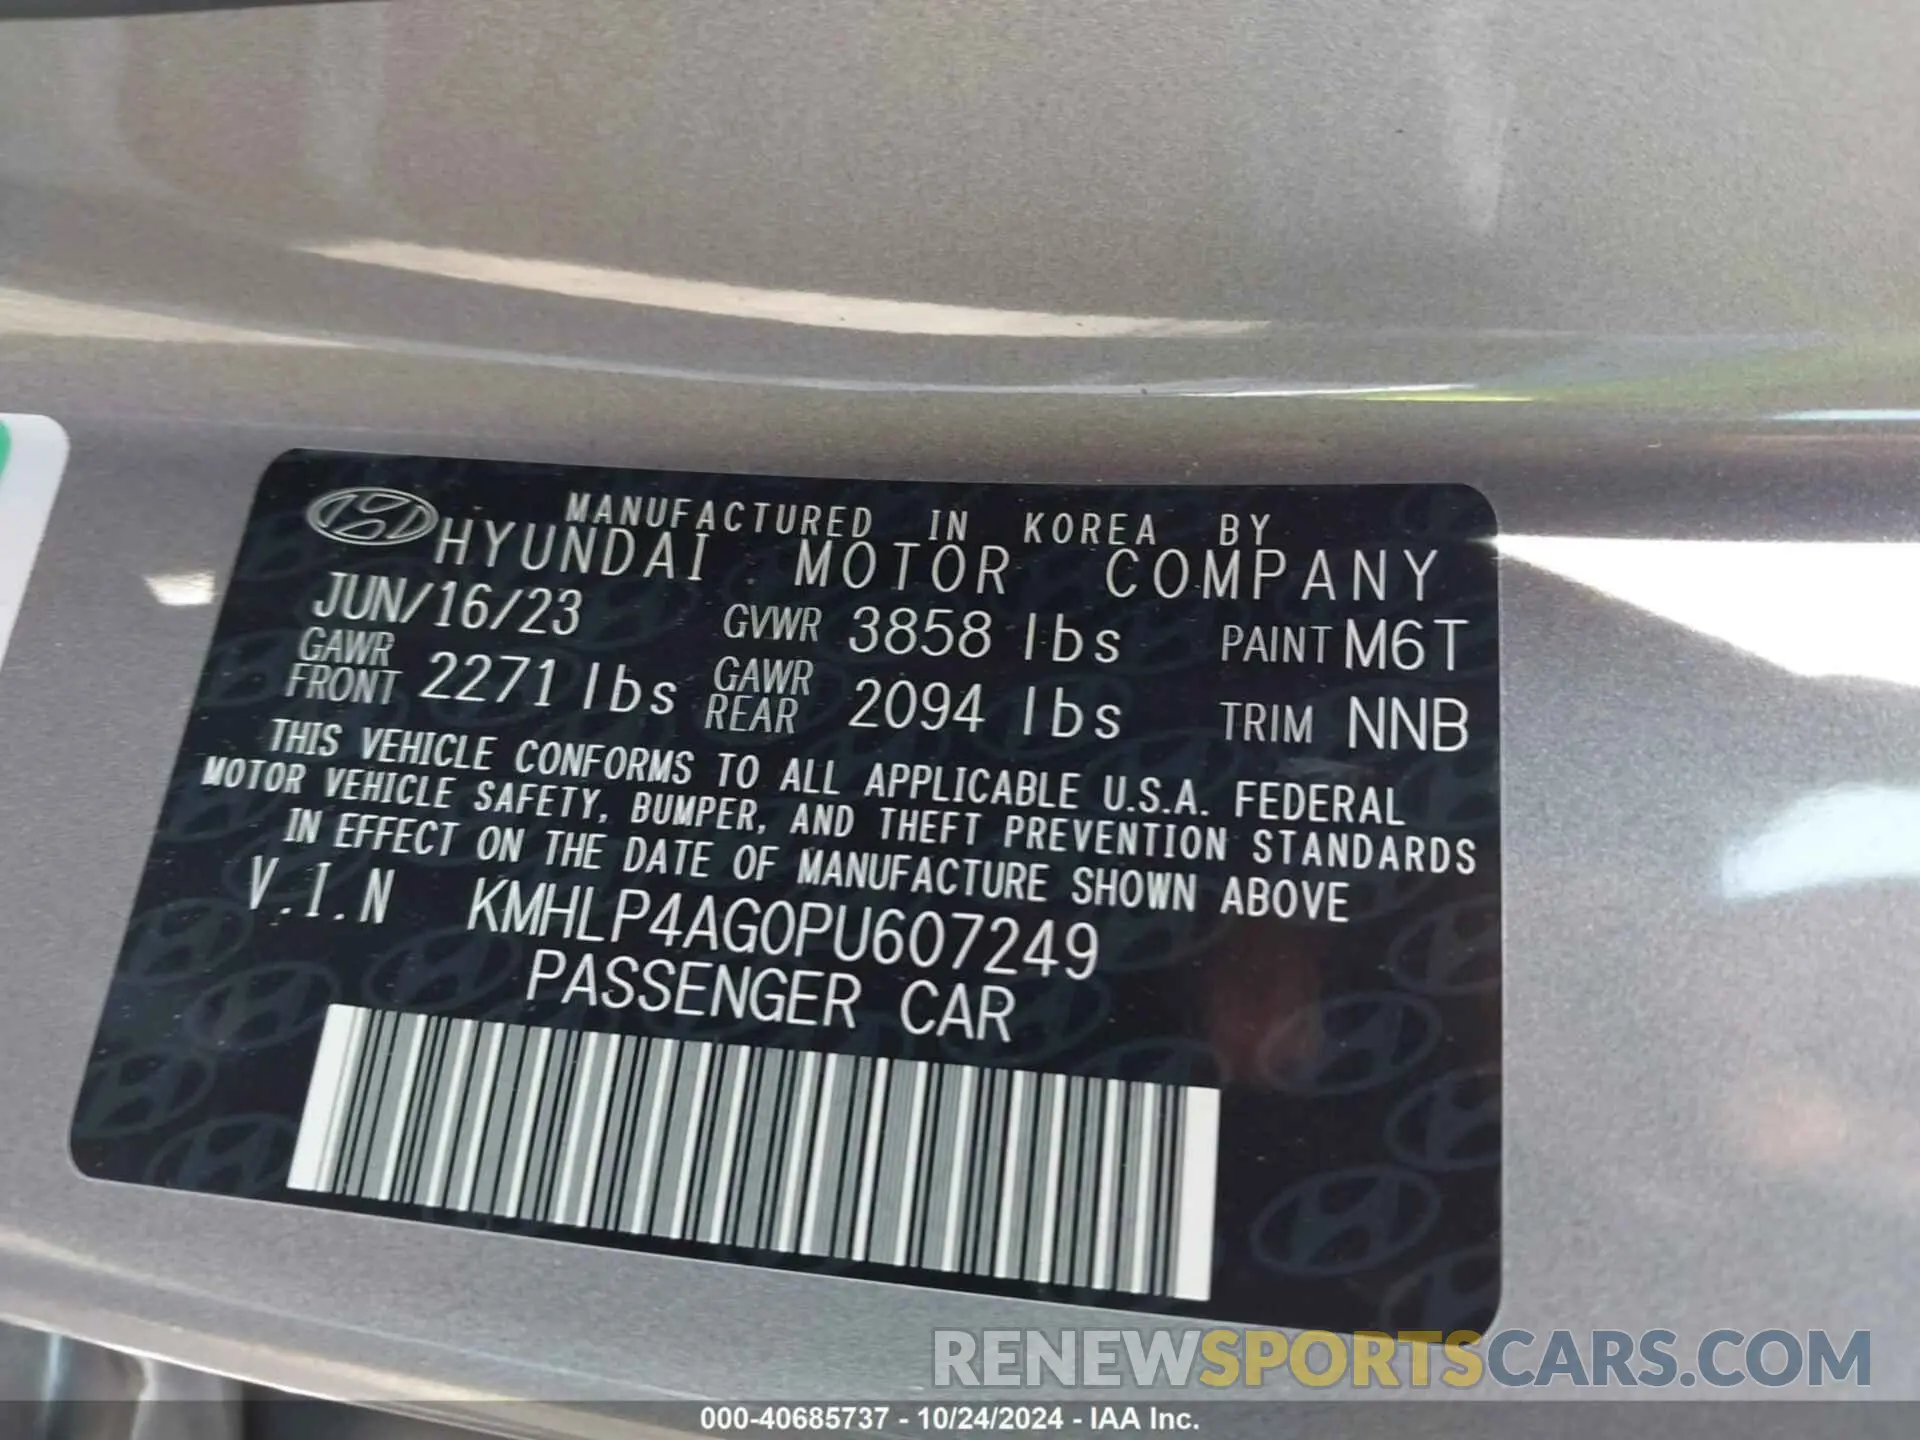 MANUFACTURED IN KOREA BY
HYUNDAI MOTOR COMPANY
JUN/16/23 GVWR 3858 lbs PAINT M6T
GAWR FRONT 2271 lbs GAWR REAR 2094 lbs TRIM NNB
THIS VEHICLE CONFORMS TO ALL APPLICABLE U.S.A. FEDERAL
MOTOR VEHICLE SAFETY, BUMPER, AND THEFT PREVENTION STANDARDS
IN EFFECT ON THE DATE OF MANUFACTURE SHOWN ABOVE
V.I.N KMHLP4AG0PU607249
PASSENGER CAR
RENEWSPORTSCARS.COM
000-40685737 - 10/24/2024 - IAA Inc.